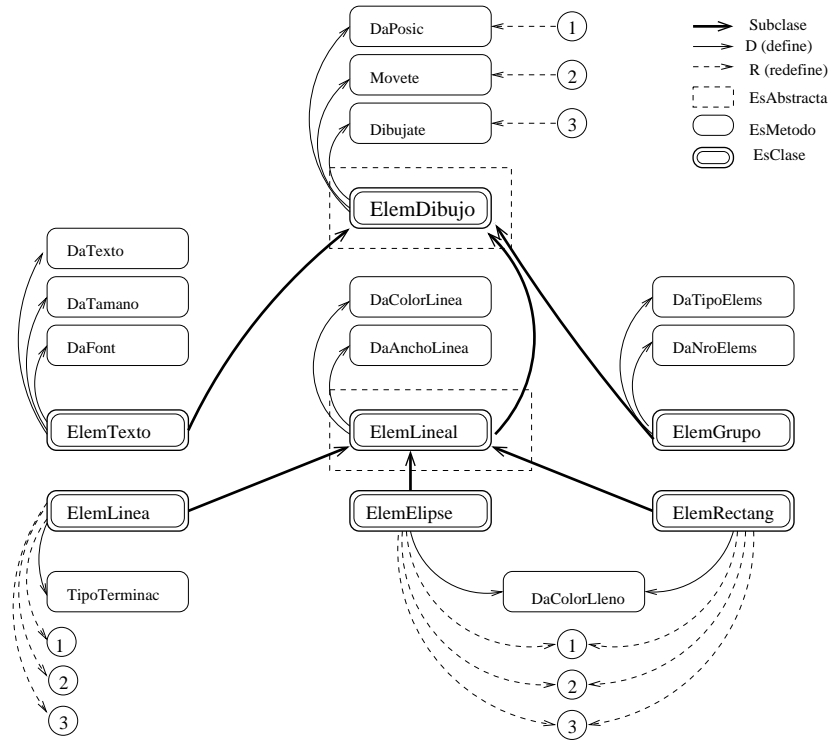 DaPosic
1
Subclase
D (define)
Movete
2
R (redefine)
EsAbstracta
Dibujate
3
EsMetodo
EsClase
ElemDibujo
DaTexto
DaTamano
DaColorLinea
DaTipoElems
DaFont
DaAnchoLinea
DaNroElems
ElemTexto
ElemLineal
ElemGrupo
ElemLinea
ElemElipse
ElemRectang
TipoTerminac
DaColorLleno
1
1
2
2
3
3